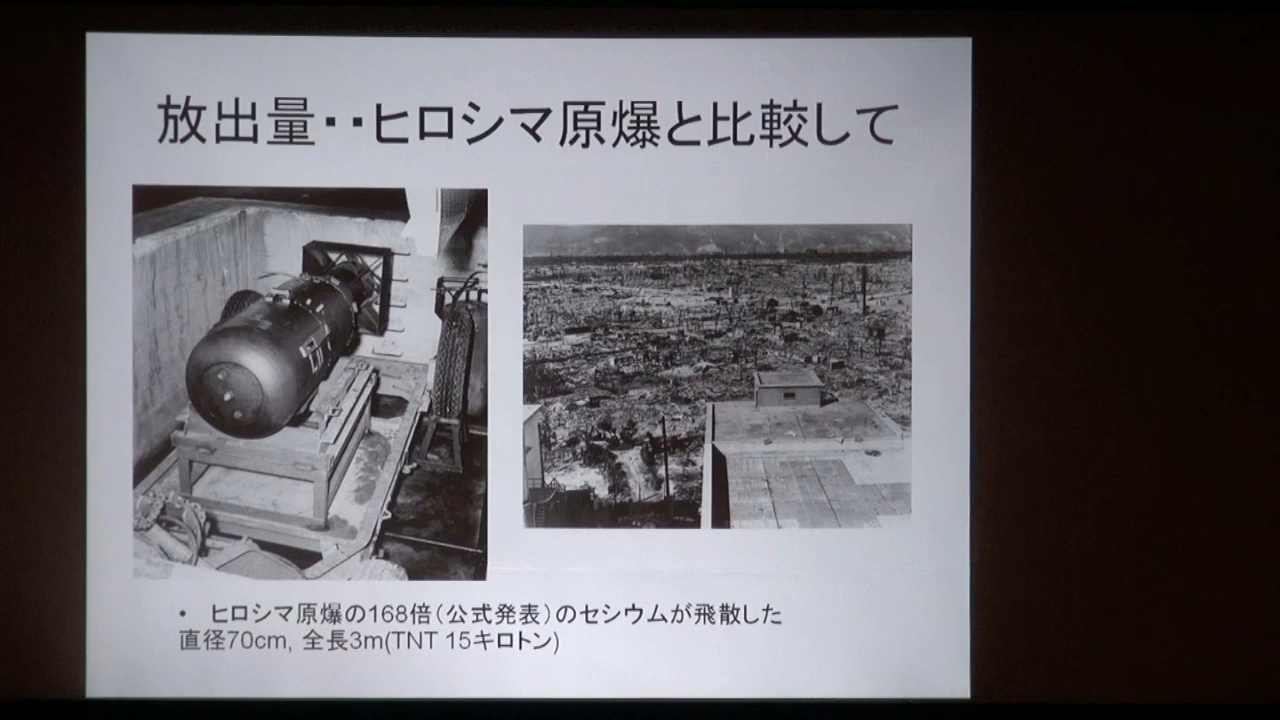 放出量・・ヒロシマ原爆と比較して
• ヒロシマ原爆の168倍(公式発表)のセシウムが飛散した
直径70cm, 全長3m(TNT 15キロトン)